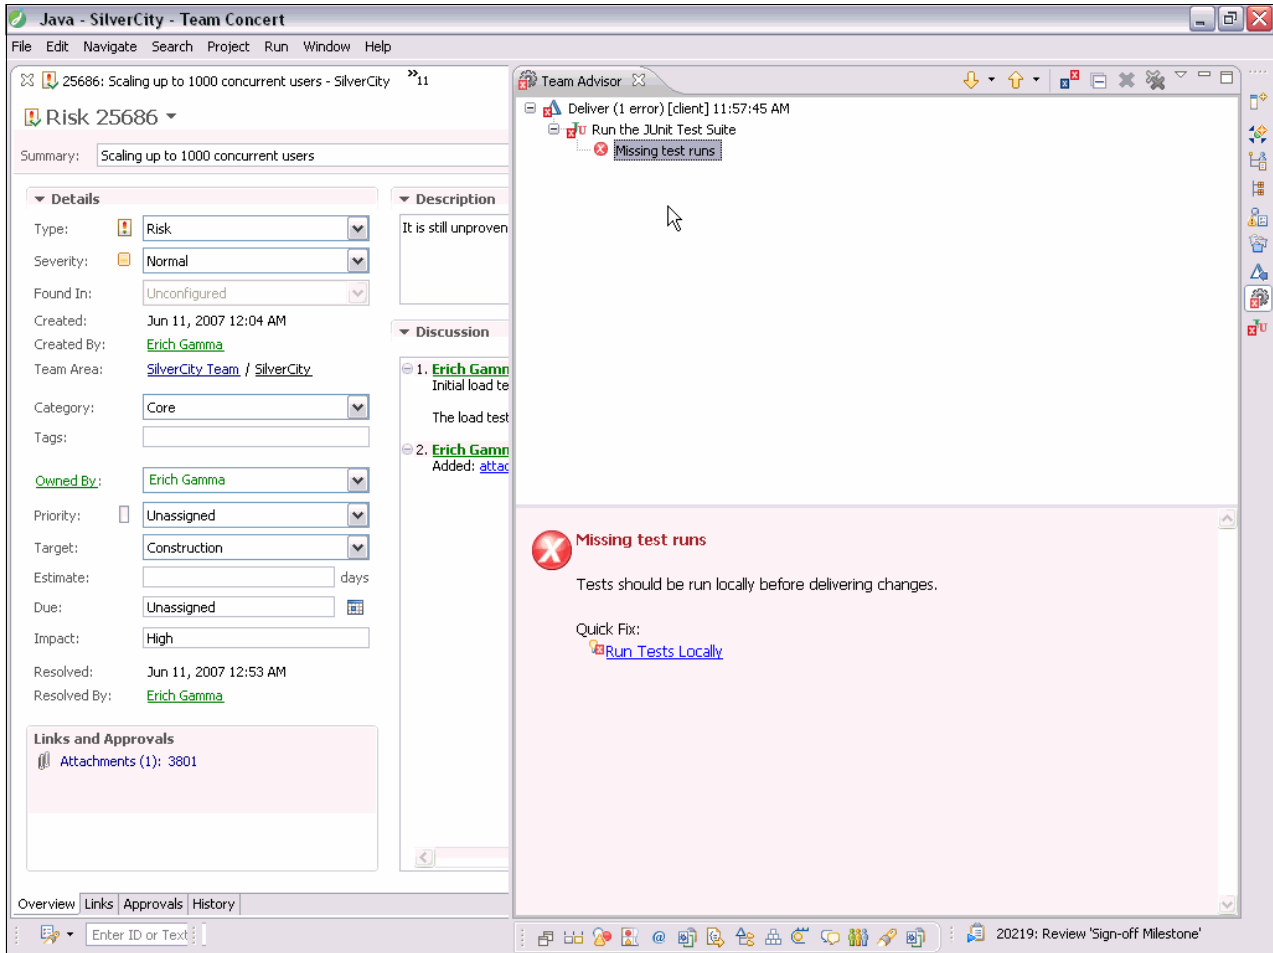 Java - SilverCity - Team Concert
File Edit Navigate Search Project Run Window Help
25686: Scaling up to 1000 concurrent users - SilverCity
»11
Risk 25686
Summary: Scaling up to 1000 concurrent users
Details
Type: Risk
Severity: Normal
Found In: Unconfigured
Created: Jun 11, 2007 12:04 AM
Created By: Erich Gamma
Team Area: SilverCity Team / SilverCity
Category: Core
Tags:
Owned By: Erich Gamma
Priority: Unassigned
Target: Construction
Estimate: days
Due: Unassigned
Impact: High
Resolved: Jun 11, 2007 12:53 AM
Resolved By: Erich Gamma
Links and Approvals
Attachments (1): 3801
Description
It is still unproven
Discussion
1. Erich Gamm
Initial load te
The load test
2. Erich Gamm
Added: attac
Overview Links Approvals History
Enter ID or Text
Team Advisor
Deliver (1 error) [client] 11:57:45 AM
Run the JUnit Test Suite
Missing test runs
Missing test runs
Tests should be run locally before delivering changes.
Quick Fix:
Run Tests Locally
20219: Review 'Sign-off Milestone'